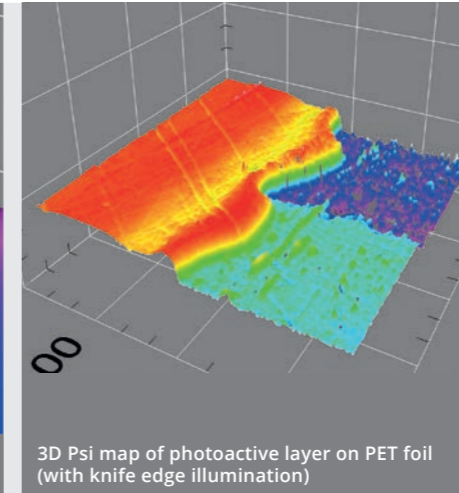 00
3D Psi map of photoactive layer on PET foil
(with knife edge illumination)